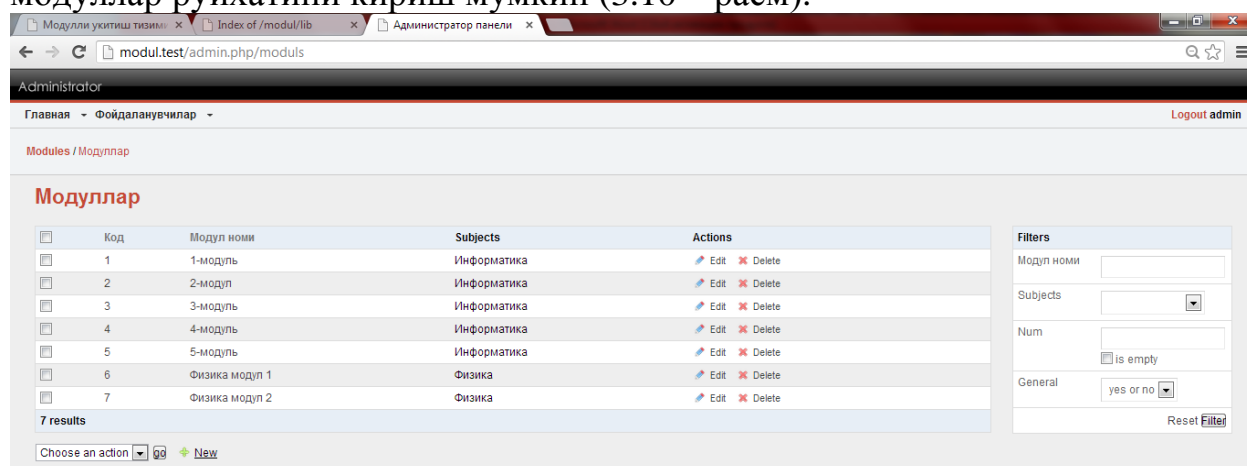 модуллар руйхатини кириш мумкин (3.16 – расм).
Модулли укитиш тизими Index of /modul/lib Администратор панели
modul.test/admin.php/moduls
Administrator
Главная Фойдаланувчилар Logout admin
Modules / Модуллар
Модуллар
Код Модул номи Subjects Actions
1 1-модуль Информатика Edit Delete
2 2-модул Информатика Edit Delete
3 3-модуль Информатика Edit Delete
4 4-модуль Информатика Edit Delete
5 5-модуль Информатика Edit Delete
6 Физика модул 1 Физика Edit Delete
7 Физика модул 2 Физика Edit Delete
7 results
Choose an action go New
Filters
Модул номи
Subjects
Num
is empty
General yes or no
Reset Filter